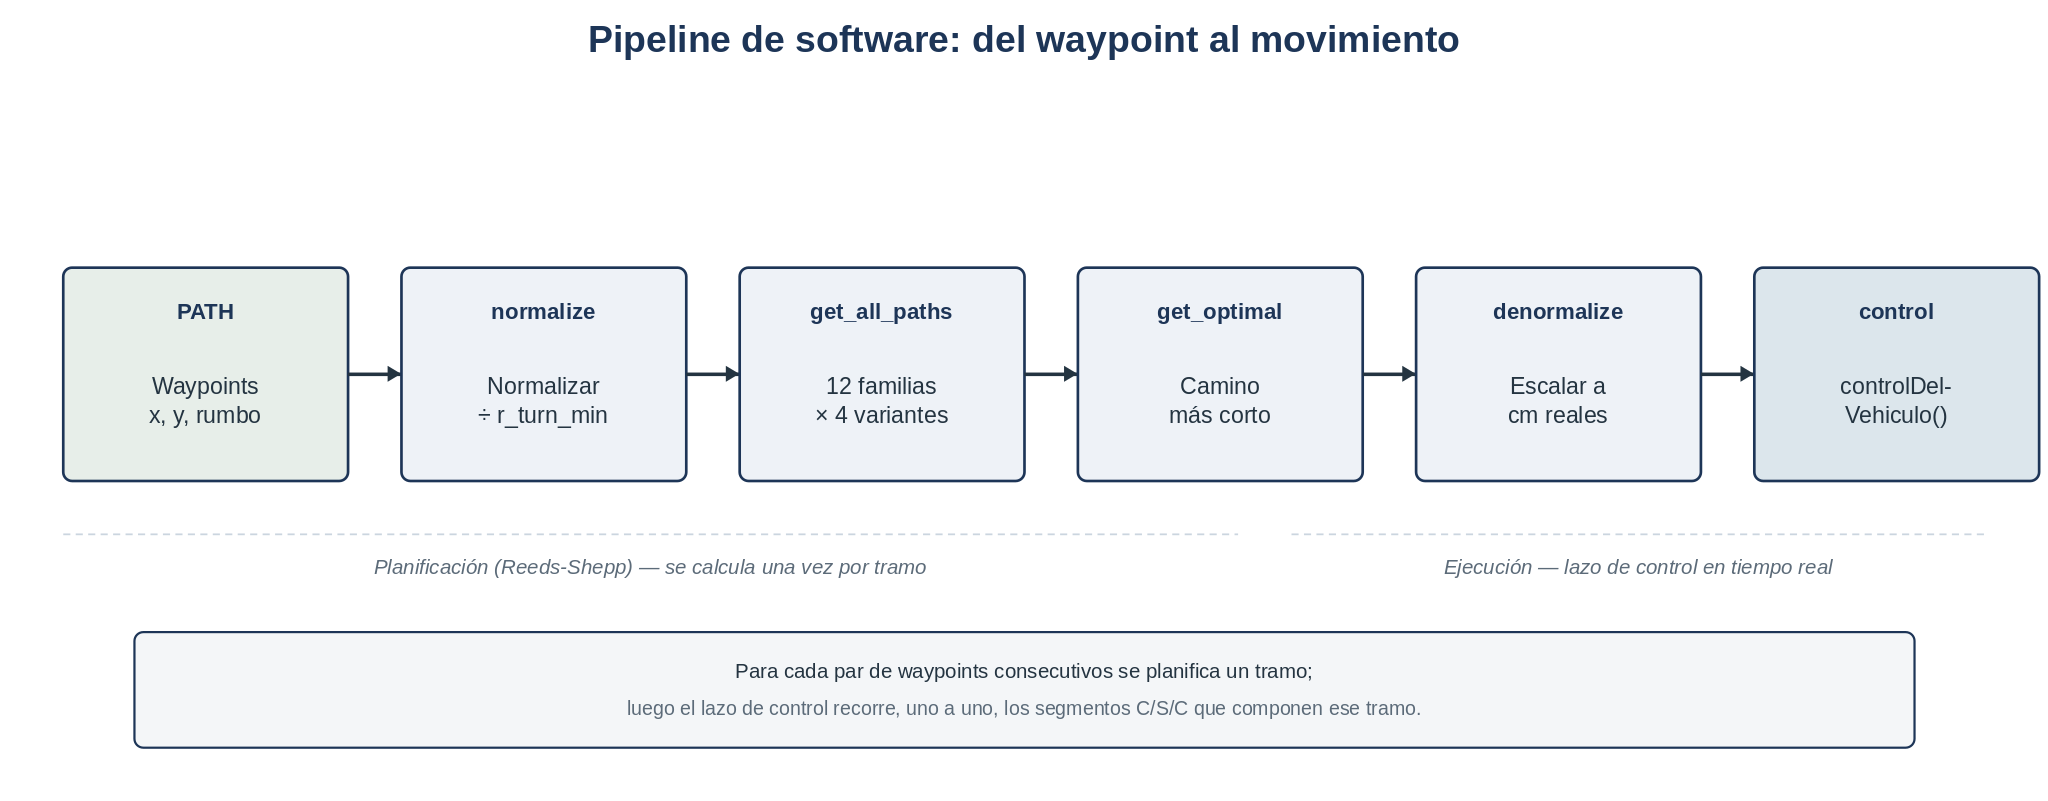 Pipeline de software: del waypoint al movimiento
PATH
Waypoints
x, y, rumbo
normalize
Normalizar
÷ r_turn_min
get_all_paths
12 familias
× 4 variantes
get_optimal
Camino
más corto
denormalize
Escalar a
cm reales
control
controlDel-
Vehiculo()
Planificación (Reeds-Shepp) — se calcula una vez por tramo
Ejecución — lazo de control en tiempo real
Para cada par de waypoints consecutivos se planifica un tramo;
luego el lazo de control recorre, uno a uno, los segmentos C/S/C que componen ese tramo.